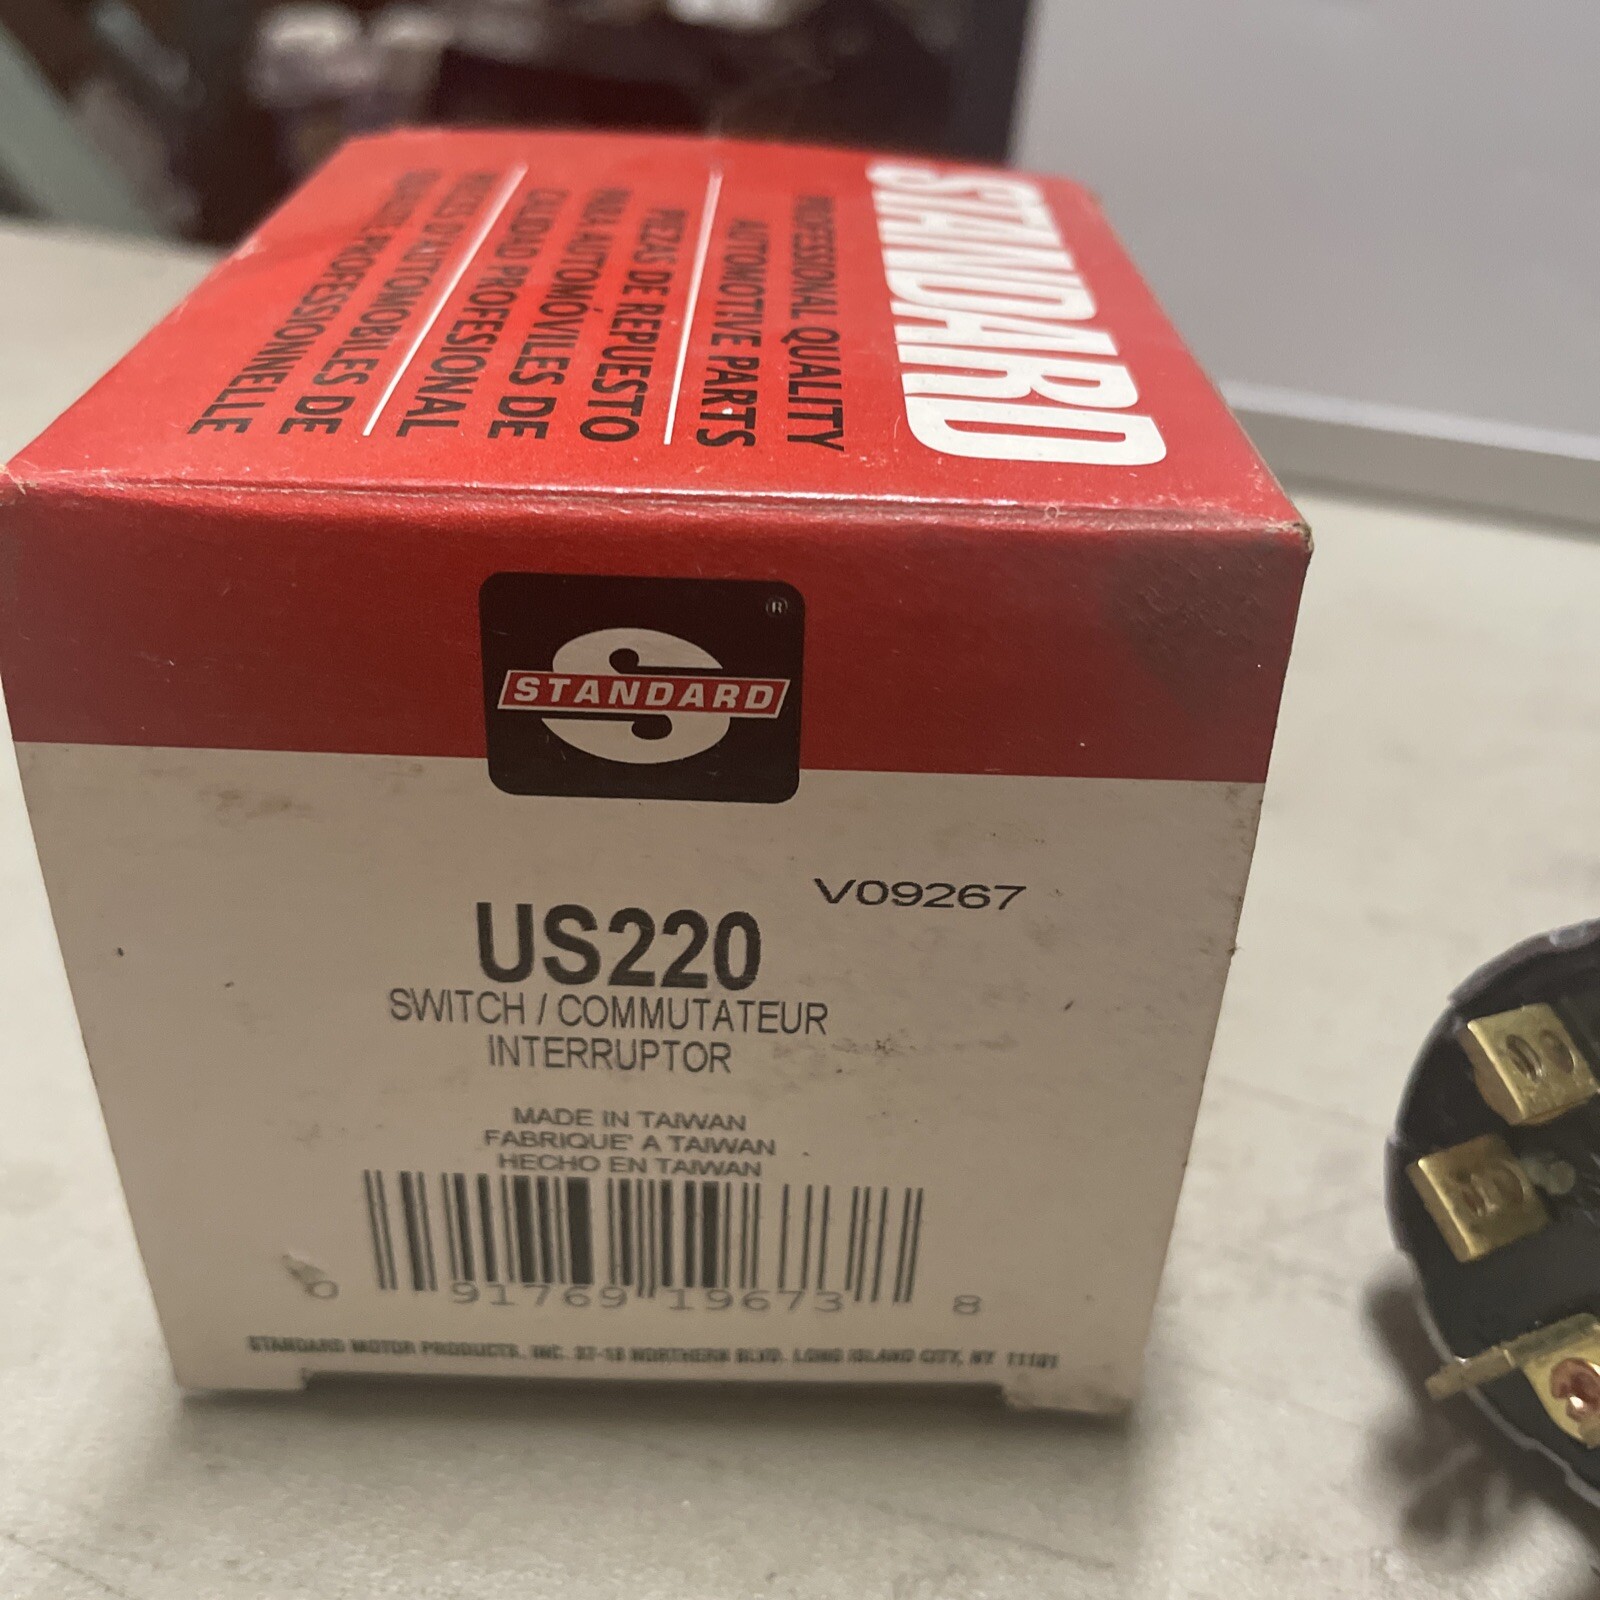 STANDARD
PROFESSIONAL QUALITY
AUTOMOTIVE PARTS
PIEZAS DE REPUESTO
PARA AUTOMÓVILES DE
CALIDAD PROFESIONAL
PIECES D'AUTOMOBILES DE
QUALITE PROFESSIONNELLE
®
STANDARD
V09267
US220
SWITCH / COMMUTATEUR
INTERRUPTOR
MADE IN TAIWAN
FABRIQUE' A TAIWAN
HECHO EN TAIWAN
0 91769 19673 8
STANDARD MOTOR PRODUCTS, INC. 37-18 NORTHERN BLVD. LONG ISLAND CITY, NY 11101